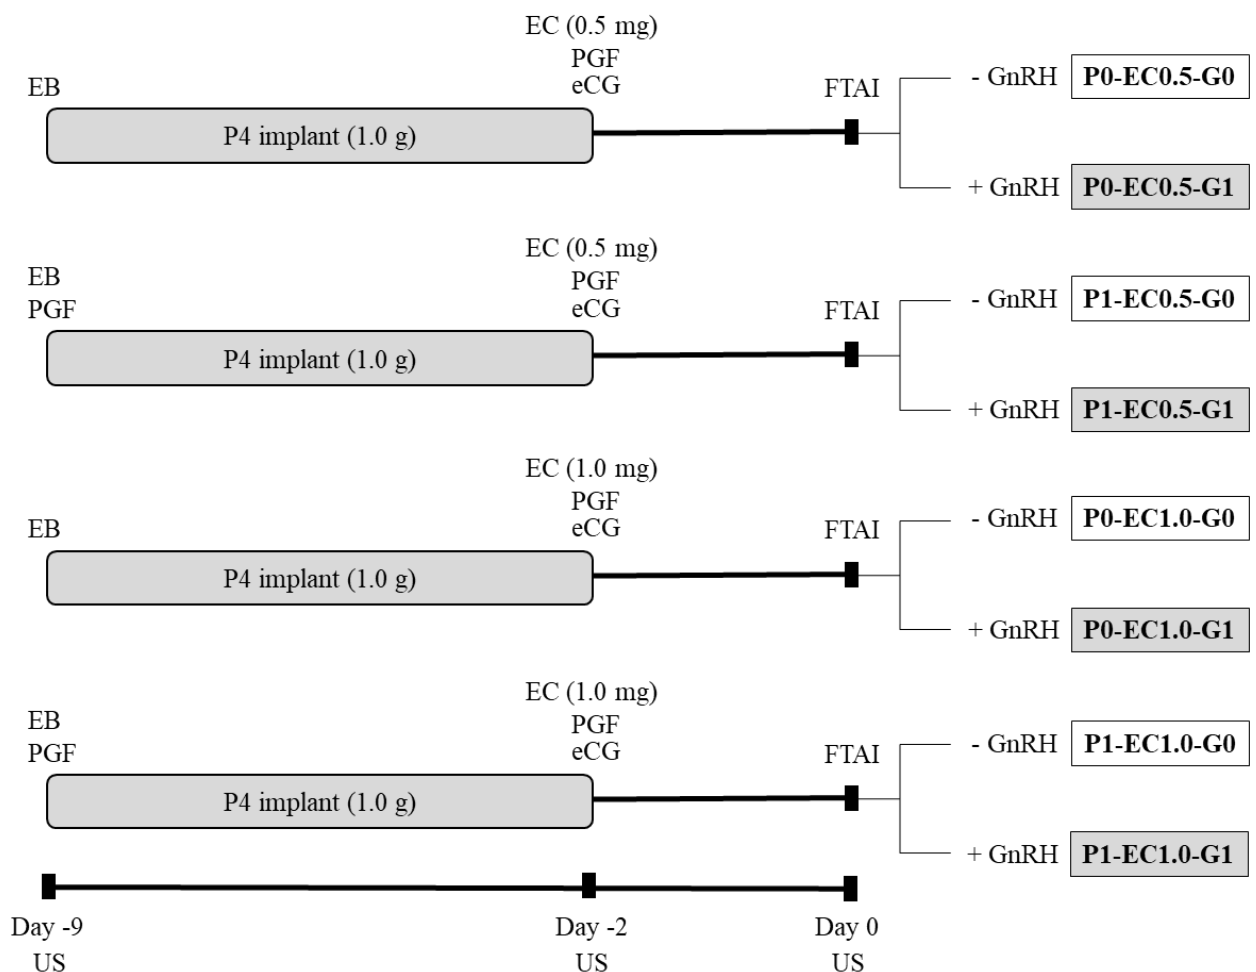 EC (0.5 mg)
PGF
eCG
EB
FTAI
P4 implant (1.0 g)
- GnRH
P0-EC0.5-G0
+ GnRH
P0-EC0.5-G1
EC (0.5 mg)
PGF
eCG
EB
PGF
FTAI
P4 implant (1.0 g)
- GnRH
P1-EC0.5-G0
+ GnRH
P1-EC0.5-G1
EC (1.0 mg)
PGF
eCG
EB
FTAI
P4 implant (1.0 g)
- GnRH
P0-EC1.0-G0
+ GnRH
P0-EC1.0-G1
EC (1.0 mg)
PGF
eCG
EB
PGF
FTAI
P4 implant (1.0 g)
- GnRH
P1-EC1.0-G0
+ GnRH
P1-EC1.0-G1
Day -9
US
Day -2
US
Day 0
US